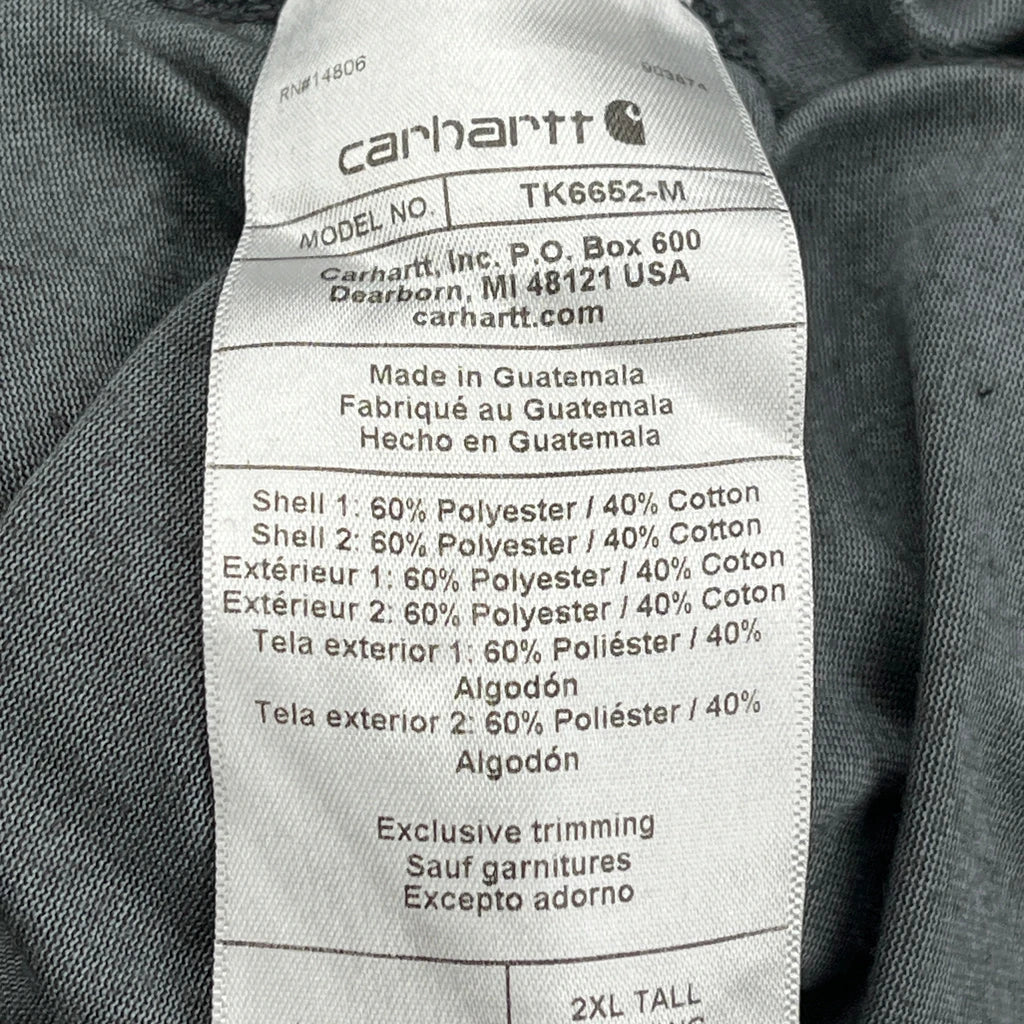 RN#14806
carhartt
MODEL NO. TK6652-M
Carhartt, Inc. P.O. Box 600
Dearborn, MI 48121 USA
carhartt.com
Made in Guatemala
Fabriqué au Guatemala
Hecho en Guatemala
Shell 1: 60% Polyester / 40% Cotton
Shell 2: 60% Polyester / 40% Cotton
Extérieur 1: 60% Polyester / 40% Coton
Extérieur 2: 60% Polyester / 40% Coton
Tela exterior 1: 60% Poliéster / 40%
Algodón
Tela exterior 2: 60% Poliéster / 40%
Algodón
Exclusive trimming
Sauf garnitures
Excepto adorno
2XL TALL